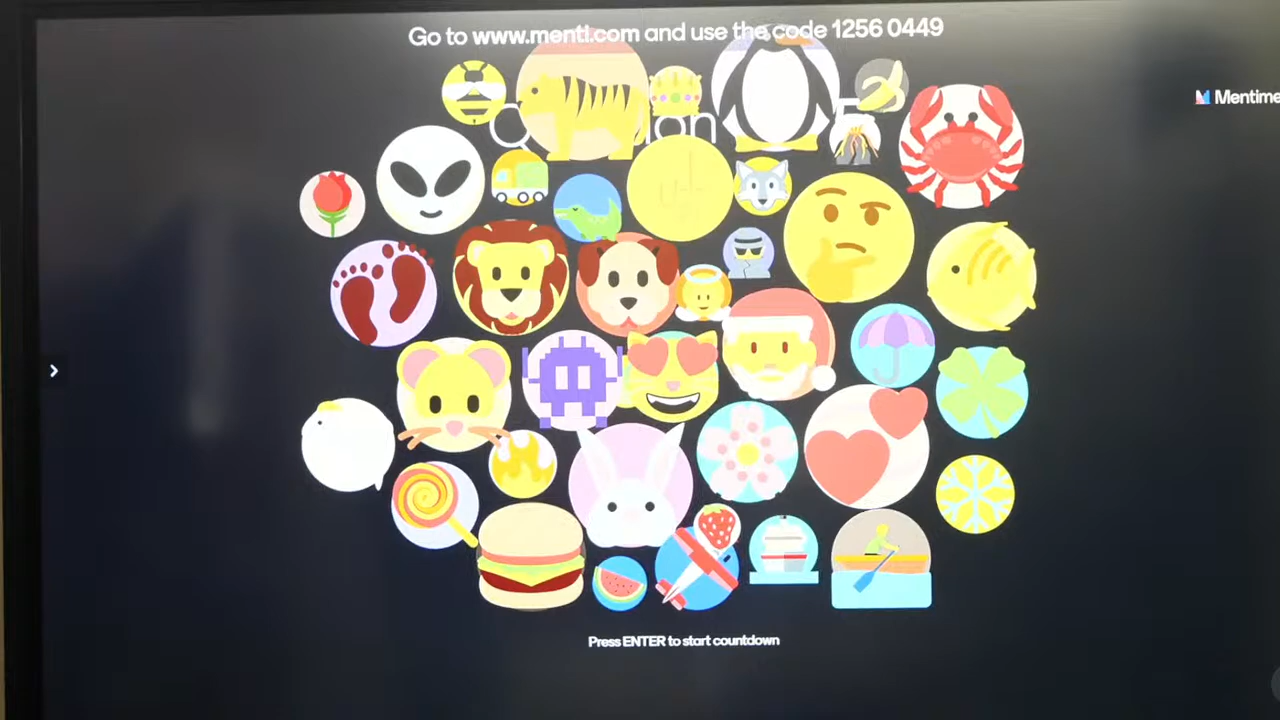 Go to www.menti.com and use the code 1256 0449
Mentime
Press ENTER to start countdown